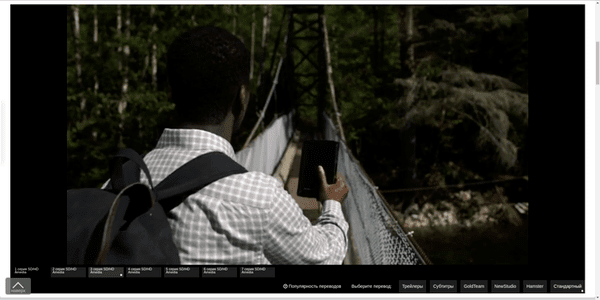 1 серия SD/HD
Amedia
2 серия SD/HD
Amedia
3 серия SD/HD
Amedia
4 серия SD/HD
Amedia
5 серия SD/HD
Amedia
6 серия SD/HD
Amedia
7 серия SD/HD
Amedia
Популярность переводов Выберите перевод: Трейлеры Субтитры GoldTeam NewStudio Hamster Стандартный